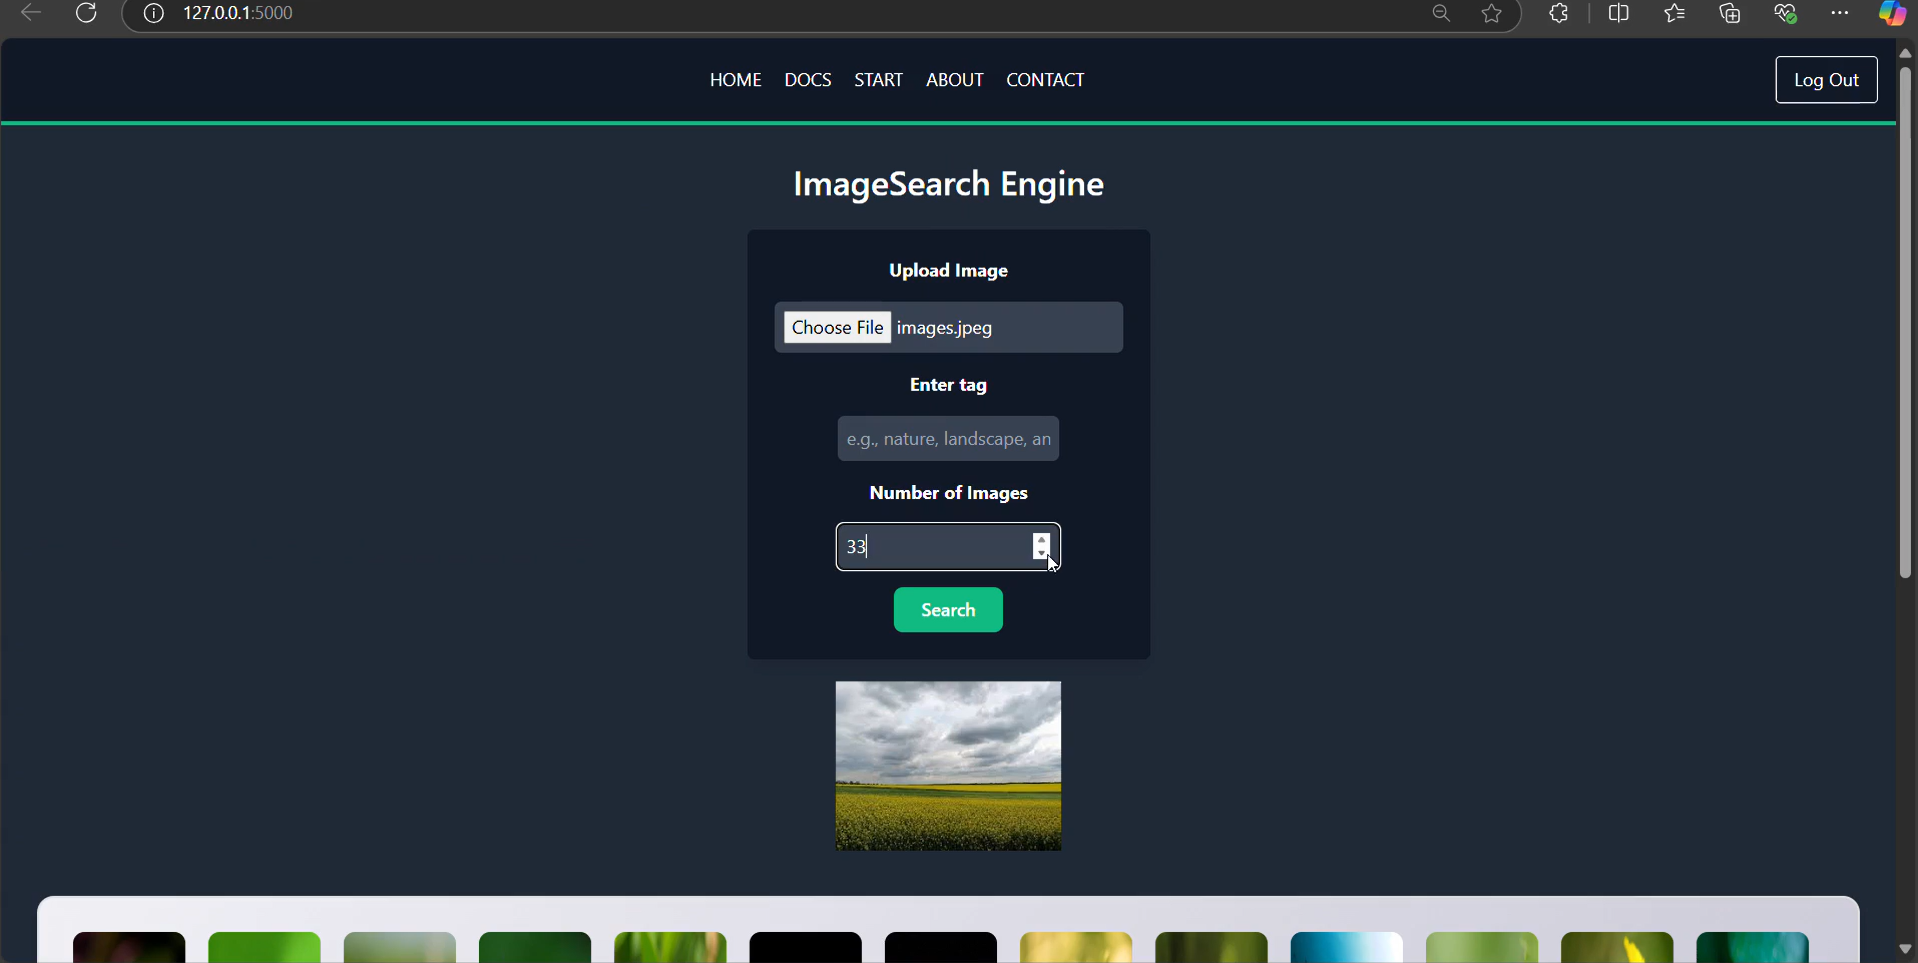 127.0.0.1:5000
HOME DOCS START ABOUT CONTACT
Log Out
ImageSearch Engine
Upload Image
Choose File images.jpeg
Enter tag
e.g., nature, landscape, an
Number of Images
33
Search